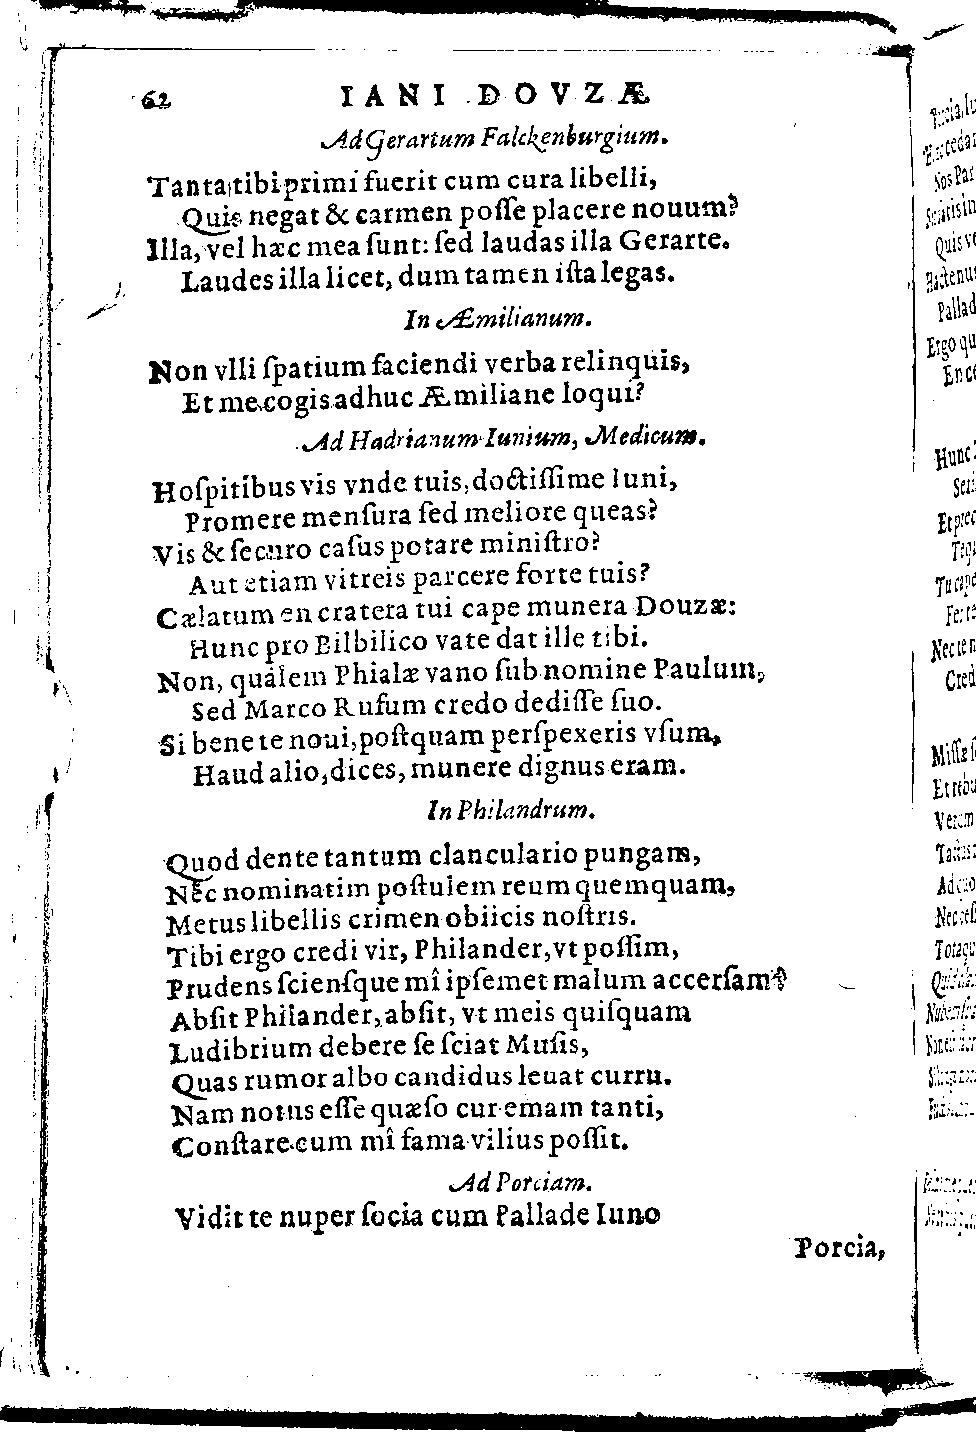 62 IANI DOVZÆ
Ad Gerartum Falckenburgium.
Tanta tibi primi fuerit cum cura libelli,
Quis negat & carmen poſſe placere nouum?
Illa, vel hæc mea ſunt: ſed laudas illa Gerarte.
Laudes illa licet, dum tamen iſta legas.
In Æmilianum.
Non vlli ſpatium faciendi verba relinquis,
Et me cogis adhuc Æmiliane loqui?
Ad Hadrianum Iunium, Medicum.
Hoſpitibus vis vnde tuis, doctiſſime Iuni,
Promere menſura ſed meliore queas?
Vis & ſecuro caſus potare miniſtro?
Aut etiam vitreis parcere forte tuis?
Cælatum en cratera tui cape munera Douzæ:
Hunc pro Bilbilico vate dat ille tibi.
Non, qualem Phialæ vano ſub nomine Paulum,
Sed Marco Rufum credo dediſſe ſuo.
Si bene te noui, poſtquam perſpexeris vſum,
Haud alio, dices, munere dignus eram.
In Philandrum.
Quod dente tantum clanculario pungam,
Nec nominatim poſtulem reum quemquam,
Metus libellis crimen obiicis noſtris.
Tibi ergo credi vir, Philander, vt poſſim,
Prudens ſcienſque mî ipſemet malum accerſam?
Abſit Philander, abſit, vt meis quiſquam
Ludibrium debere ſe ſciat Muſis,
Quas rumor albo candidus leuat curru.
Nam notus eſſe quæſo cur emam tanti,
Conſtare cum mî fama vilius poſſit.
Ad Porciam.
Vidit te nuper ſocia cum Pallade Iuno
Porcia,